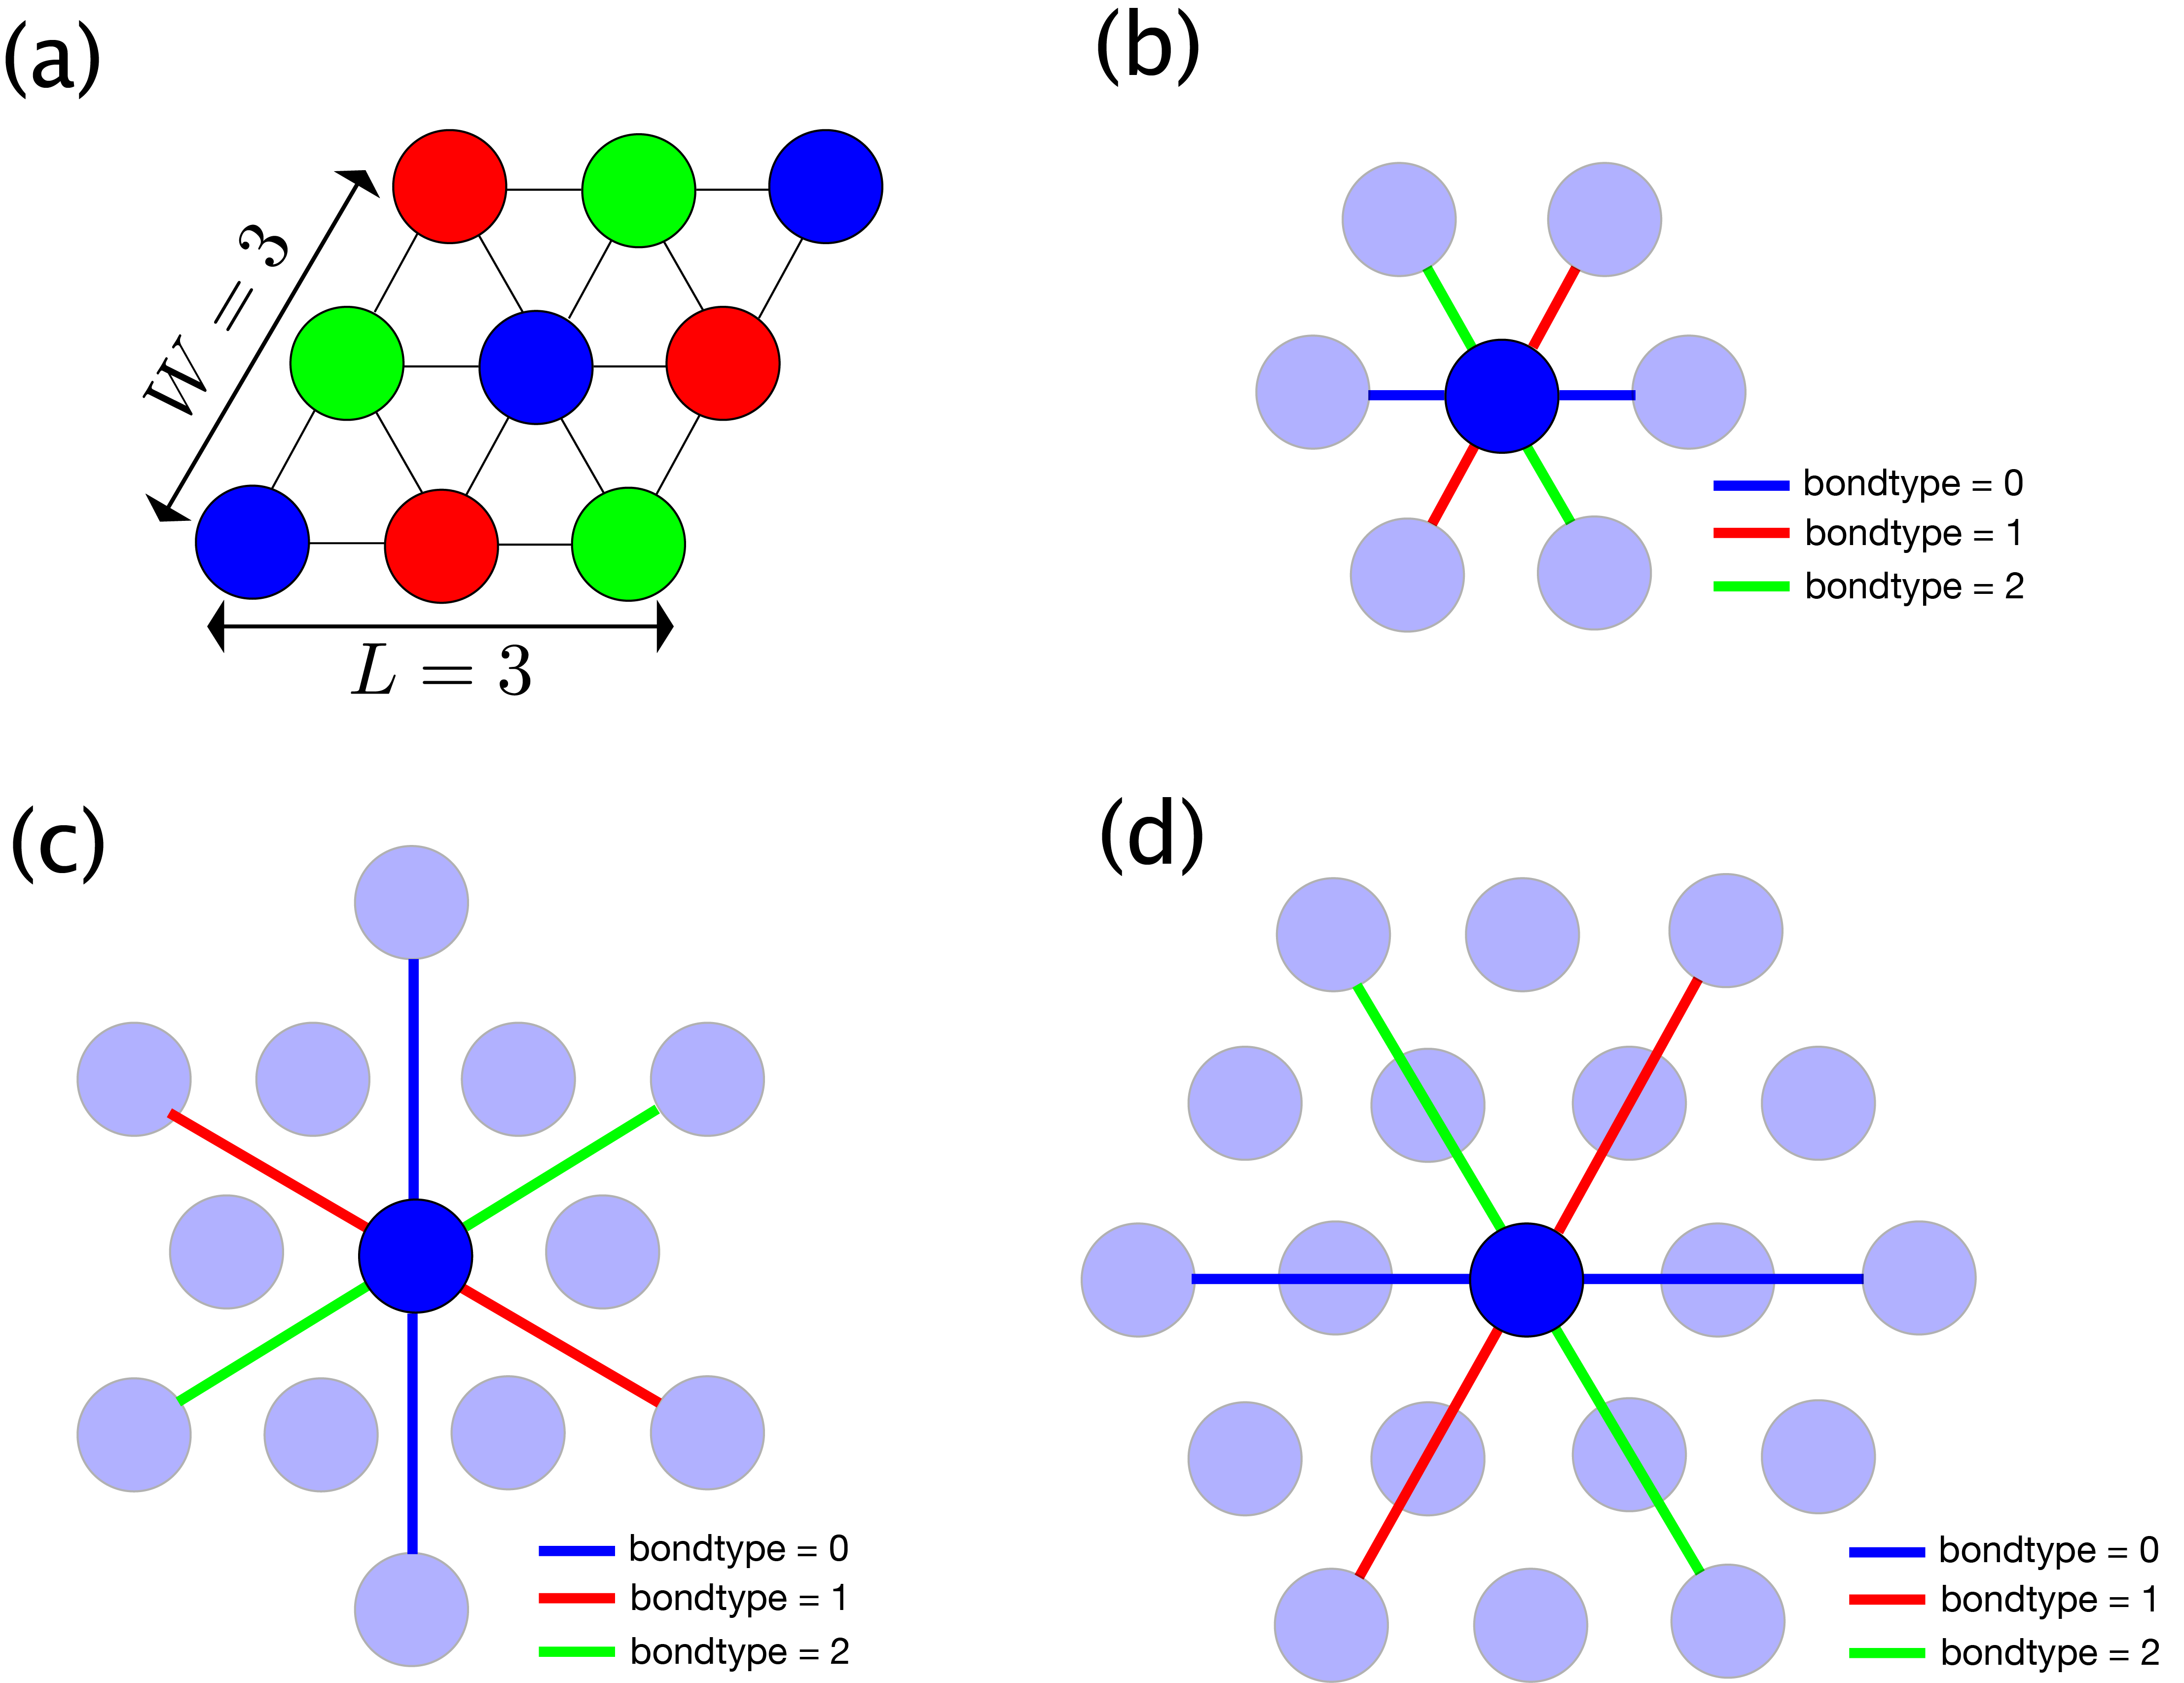 (a)
W = 3
L = 3
(b)
bondtype = 0
bondtype = 1
bondtype = 2
(c)
bondtype = 0
bondtype = 1
bondtype = 2
(d)
bondtype = 0
bondtype = 1
bondtype = 2